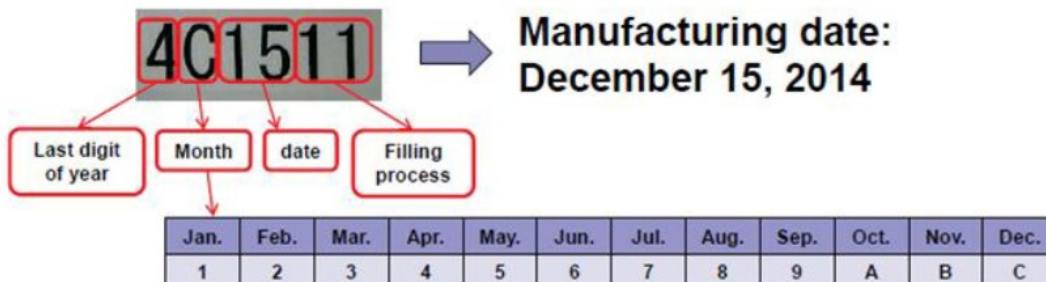 4C1511
Manufacturing date:
December 15, 2014
Last digit
of year
Month
date
Filling
process
Jan. Feb. Mar. Apr. May. Jun. Jul. Aug. Sep. Oct. Nov. Dec.
1 2 3 4 5 6 7 8 9 A B C